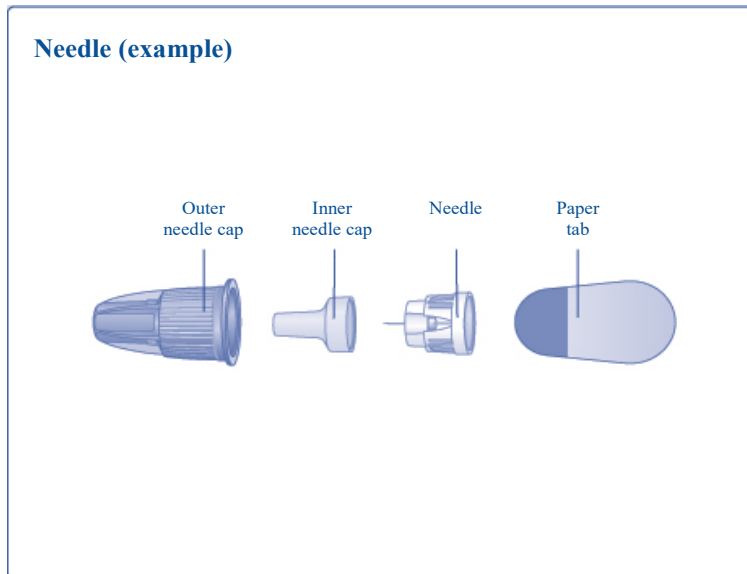 Needle (example)
Outer
needle cap
Inner
needle cap
Needle
Paper
tab